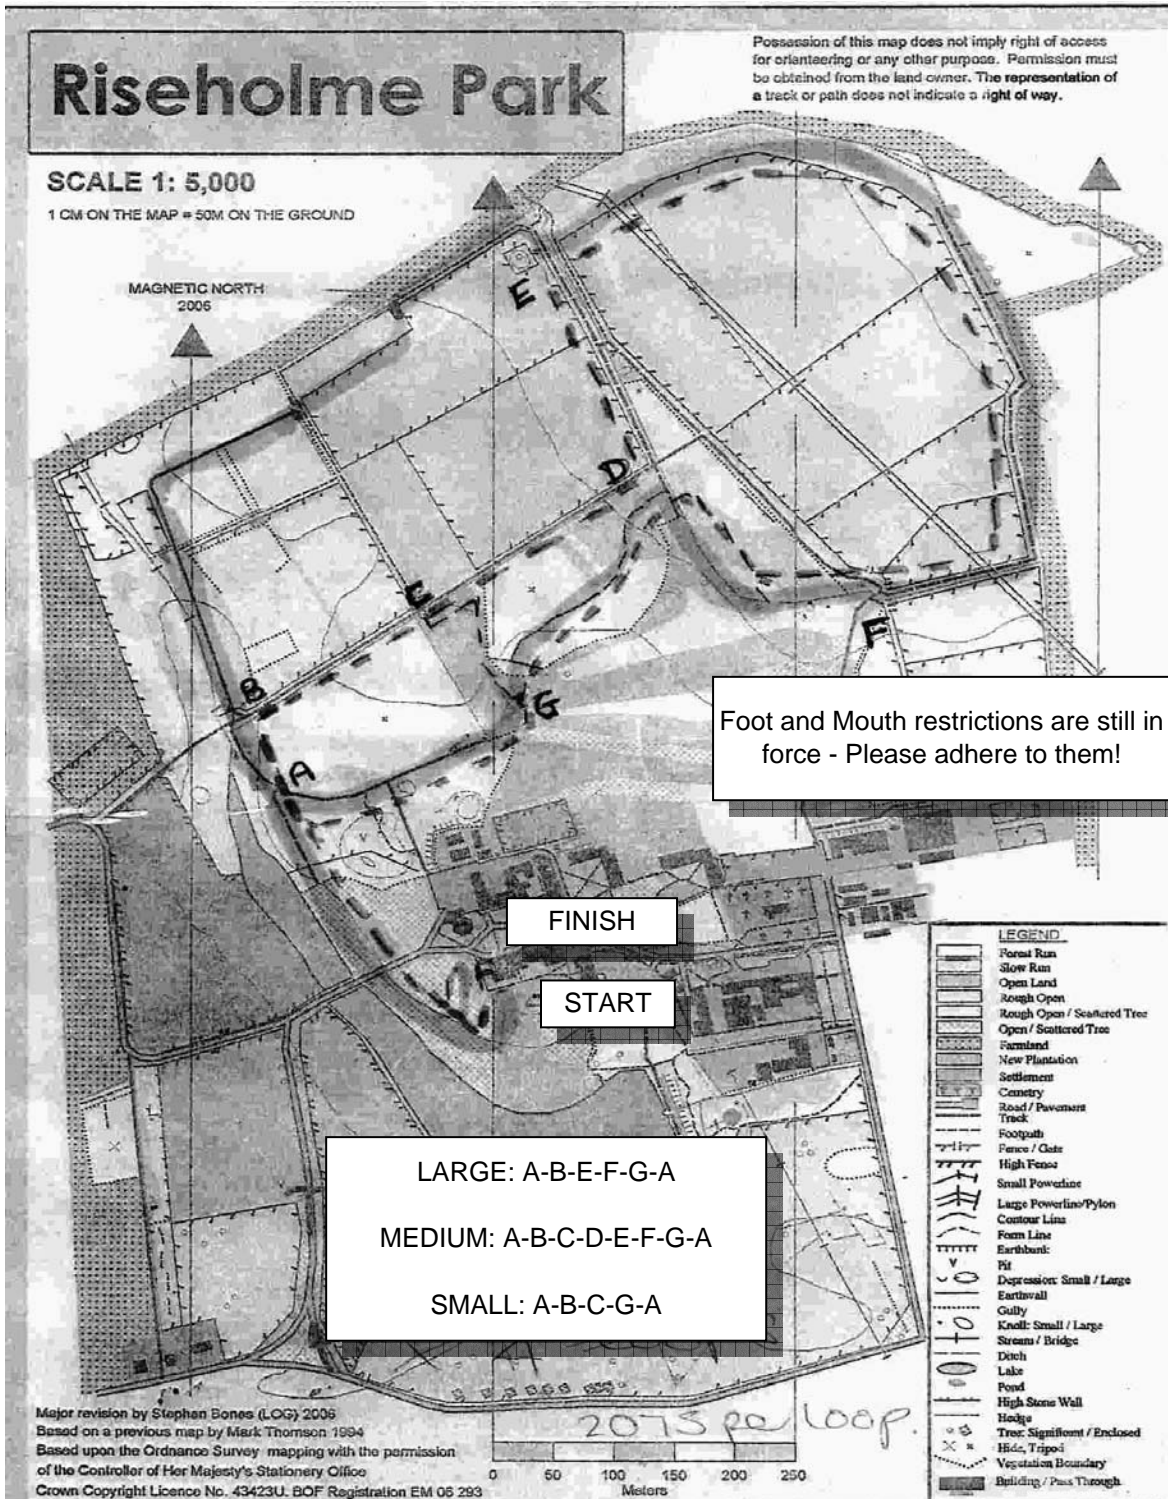 Riseholme Park
Possession of this map does not imply right of access
for orienteering or any other purpose. Permission must
be obtained from the land owner. The representation of
a track or path does not indicate a right of way.
SCALE 1: 5,000
1 CM ON THE MAP = 50M ON THE GROUND
MAGNETIC NORTH
2006
E
D
C
F
B
G
A
Foot and Mouth restrictions are still in
force - Please adhere to them!
FINISH
START
LARGE: A-B-E-F-G-A
MEDIUM: A-B-C-D-E-F-G-A
SMALL: A-B-C-G-A
LEGEND
Forest Run
Slow Run
Open Land
Rough Open
Rough Open / Scattered Tree
Open / Scattered Tree
Farmland
New Plantation
Settlement
Cemetry
Road / Pavement
Track
Footpath
Fence / Gate
High Fence
Small Powerline
Large Powerline/Pylon
Contour Line
Form Line
Earthbank
Pit
Depression: Small / Large
Earthwall
Gully
Knoll: Small / Large
Stream / Bridge
Ditch
Lake
Pond
High Stone Wall
Hedge
Tree: Significant / Enclosed
Hide, Tripod
Vegetation Boundary
Building / Pass Through
Major revision by Stephen Bones (LOG) 2006
Based on a previous map by Mark Thomson 1994
Based upon the Ordnance Survey mapping with the permission
of the Controller of Her Majesty's Stationery Office
Crown Copyright Licence No. 43423U. BOF Registration EM 06 293
2075 per Loop.
0 50 100 150 200 250
Meters